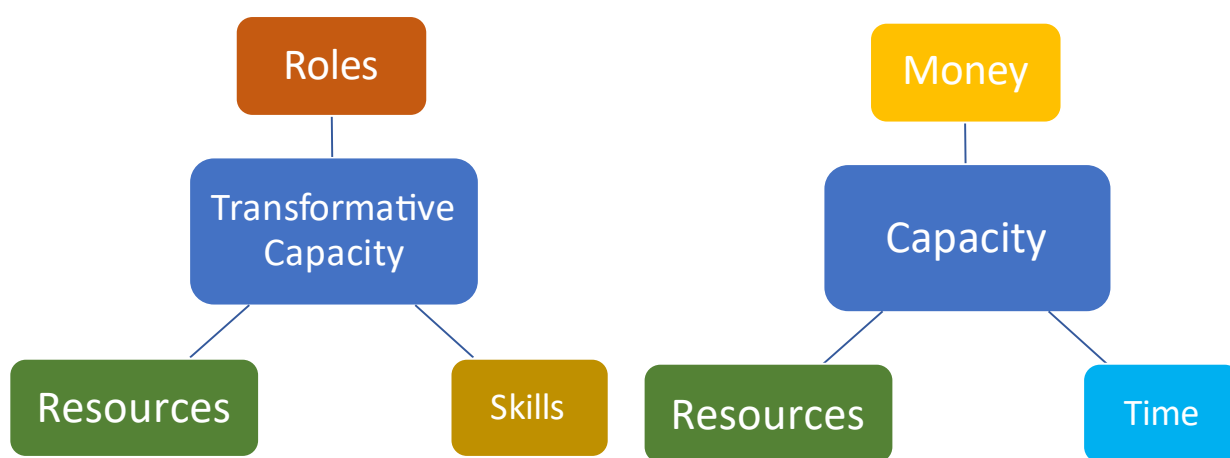 Roles
Transformative
Capacity
Resources
Skills
Money
Capacity
Resources
Time